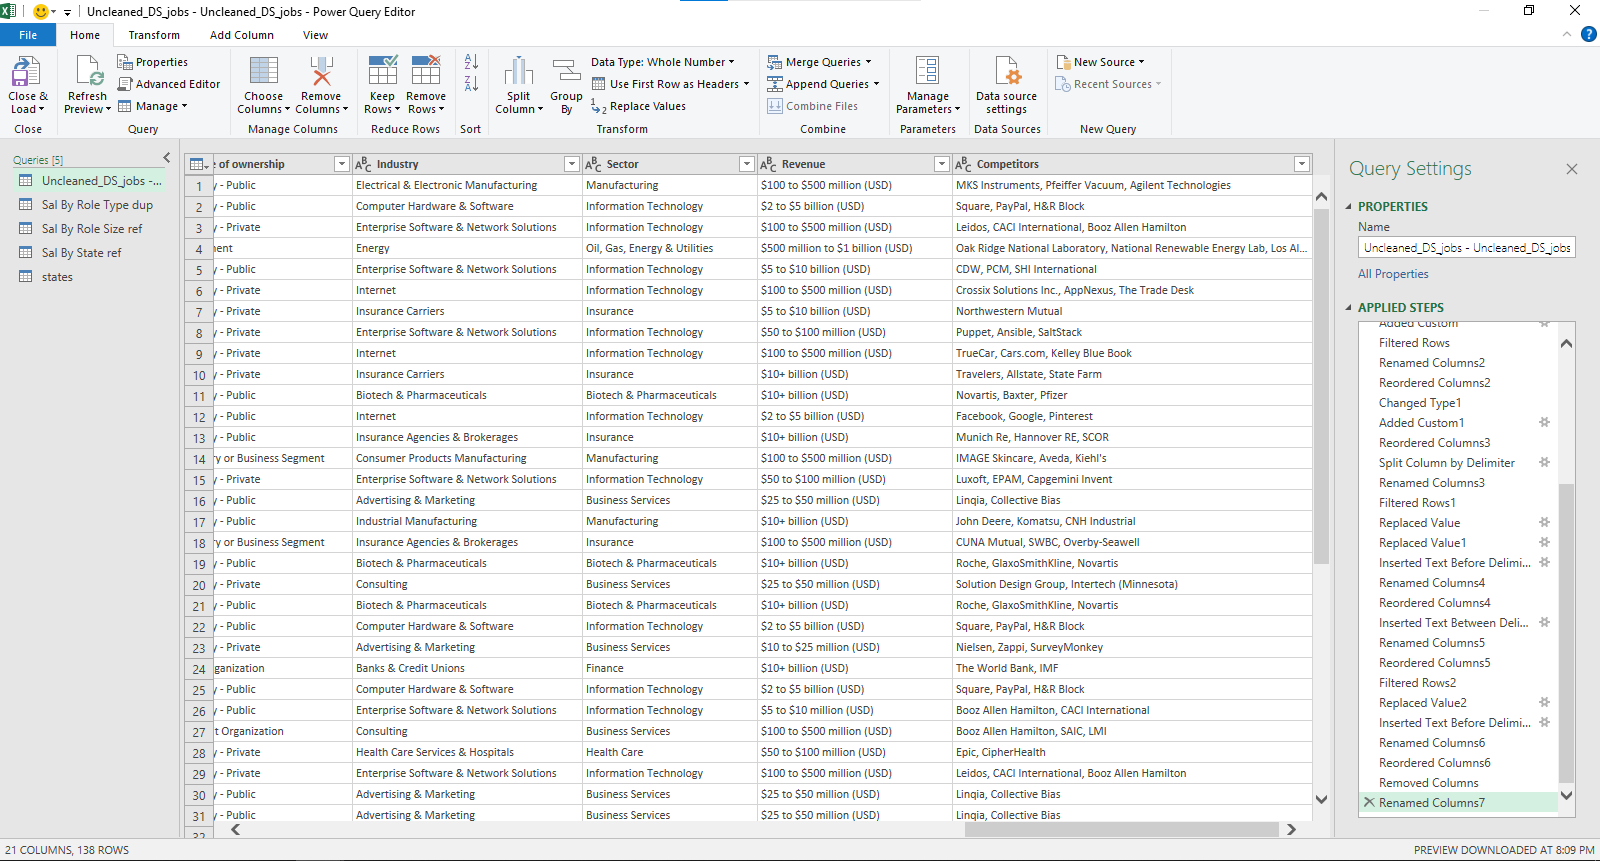 Uncleaned_DS_jobs - Uncleaned_DS_jobs - Power Query Editor
File Home Transform Add Column View
Close & Load
Close
Refresh Preview
Properties
Advanced Editor
Manage
Query
Choose Columns
Remove Columns
Manage Columns
Keep Rows
Remove Rows
Reduce Rows
Sort
Split Column
Group By
Data Type: Whole Number
Use First Row as Headers
Replace Values
Transform
Merge Queries
Append Queries
Combine Files
Combine
Manage Parameters
Parameters
Data source settings
Data Sources
New Source
Recent Sources
New Query
Queries [5]
Uncleaned_DS_jobs -...
Sal By Role Type dup
Sal By Role Size ref
Sal By State ref
states
e of ownership Industry Sector Revenue Competitors
1 y - Public Electrical & Electronic Manufacturing Manufacturing $100 to $500 million (USD) MKS Instruments, Pfeiffer Vacuum, Agilent Technologies
2 y - Public Computer Hardware & Software Information Technology $2 to $5 billion (USD) Square, PayPal, H&R Block
3 y - Private Enterprise Software & Network Solutions Information Technology $100 to $500 million (USD) Leidos, CACI International, Booz Allen Hamilton
4 nent Energy Oil, Gas, Energy & Utilities $500 million to $1 billion (USD) Oak Ridge National Laboratory, National Renewable Energy Lab, Los Al...
5 y - Public Enterprise Software & Network Solutions Information Technology $5 to $10 billion (USD) CDW, PCM, SHI International
6 y - Private Internet Information Technology $100 to $500 million (USD) Crossix Solutions Inc., AppNexus, The Trade Desk
7 y - Private Insurance Carriers Insurance $5 to $10 billion (USD) Northwestern Mutual
8 y - Private Enterprise Software & Network Solutions Information Technology $50 to $100 million (USD) Puppet, Ansible, SaltStack
9 y - Private Internet Information Technology $100 to $500 million (USD) TrueCar, Cars.com, Kelley Blue Book
10 y - Private Insurance Carriers Insurance $10+ billion (USD) Travelers, Allstate, State Farm
11 y - Public Biotech & Pharmaceuticals Biotech & Pharmaceuticals $10+ billion (USD) Novartis, Baxter, Pfizer
12 y - Public Internet Information Technology $2 to $5 billion (USD) Facebook, Google, Pinterest
13 y - Public Insurance Agencies & Brokerages Insurance $10+ billion (USD) Munich Re, Hannover RE, SCOR
14 ry or Business Segment Consumer Products Manufacturing Manufacturing $100 to $500 million (USD) IMAGE Skincare, Aveda, Kiehl's
15 y - Private Enterprise Software & Network Solutions Information Technology $50 to $100 million (USD) Luxoft, EPAM, Capgemini Invent
16 y - Public Advertising & Marketing Business Services $25 to $50 million (USD) Linqia, Collective Bias
17 y - Public Industrial Manufacturing Manufacturing $10+ billion (USD) John Deere, Komatsu, CNH Industrial
18 ry or Business Segment Insurance Agencies & Brokerages Insurance $100 to $500 million (USD) CUNA Mutual, SWBC, Overby-Seawell
19 y - Public Biotech & Pharmaceuticals Biotech & Pharmaceuticals $10+ billion (USD) Roche, GlaxoSmithKline, Novartis
20 y - Private Consulting Business Services $25 to $50 million (USD) Solution Design Group, Intertech (Minnesota)
21 y - Public Biotech & Pharmaceuticals Biotech & Pharmaceuticals $10+ billion (USD) Roche, GlaxoSmithKline, Novartis
22 y - Public Computer Hardware & Software Information Technology $2 to $5 billion (USD) Square, PayPal, H&R Block
23 y - Private Advertising & Marketing Business Services $10 to $25 million (USD) Nielsen, Zappi, SurveyMonkey
24 ganization Banks & Credit Unions Finance $10+ billion (USD) The World Bank, IMF
25 y - Public Computer Hardware & Software Information Technology $2 to $5 billion (USD) Square, PayPal, H&R Block
26 y - Public Enterprise Software & Network Solutions Information Technology $5 to $10 million (USD) Booz Allen Hamilton, CACI International
27 t Organization Consulting Business Services $100 to $500 million (USD) Booz Allen Hamilton, SAIC, LMI
28 y - Private Health Care Services & Hospitals Health Care $50 to $100 million (USD) Epic, CipherHealth
29 y - Private Enterprise Software & Network Solutions Information Technology $100 to $500 million (USD) Leidos, CACI International, Booz Allen Hamilton
30 y - Public Advertising & Marketing Business Services $25 to $50 million (USD) Linqia, Collective Bias
31 y - Public Advertising & Marketing Business Services $25 to $50 million (USD) Linqia, Collective Bias
32
Query Settings
PROPERTIES
Name
Uncleaned_DS_jobs - Uncleaned_DS_jobs
All Properties
APPLIED STEPS
Added Custom
Filtered Rows
Renamed Columns2
Reordered Columns2
Changed Type1
Added Custom1
Reordered Columns3
Split Column by Delimiter
Renamed Columns3
Filtered Rows1
Replaced Value
Replaced Value1
Inserted Text Before Delimi...
Renamed Columns4
Reordered Columns4
Inserted Text Between Deli...
Renamed Columns5
Reordered Columns5
Filtered Rows2
Replaced Value2
Inserted Text Before Delimi...
Renamed Columns6
Reordered Columns6
Removed Columns
Renamed Columns7
21 COLUMNS, 138 ROWS
PREVIEW DOWNLOADED AT 8:09 PM